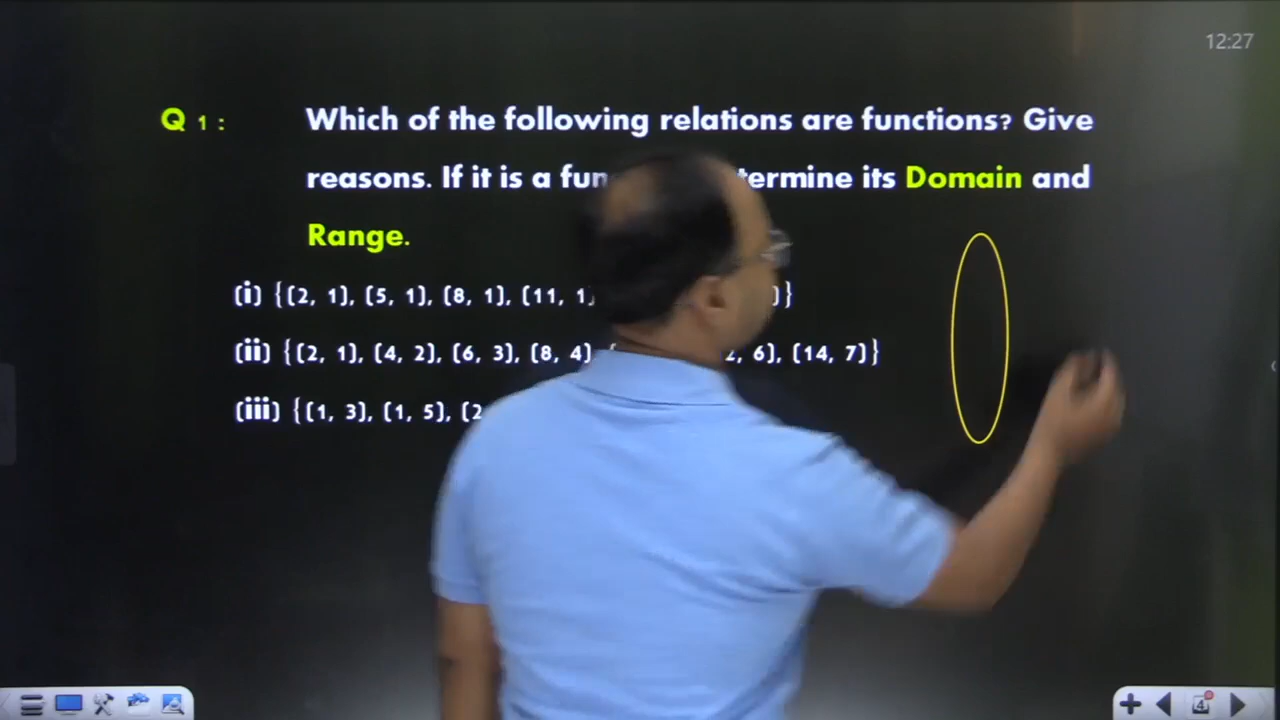 12:27
Q 1 : Which of the following relations are functions? Give
reasons. If it is a fun termine its Domain and
Range.
(i) {(2, 1), (5, 1), (8, 1), (11, 1) )}
(ii) {(2, 1), (4, 2), (6, 3), (8, 4), 2, 6), (14, 7)}
(iii) {(1, 3), (1, 5), (2
4